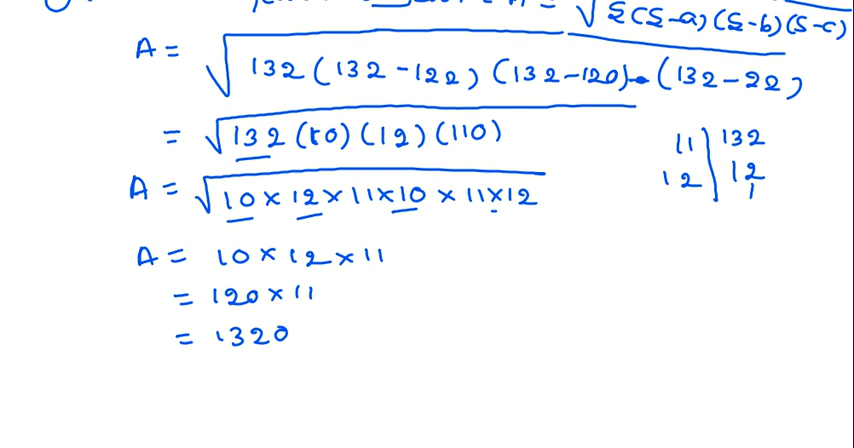 = √S(S-a)(S-b)(S-c)
A = √132(132-122)(132-120)-(132-22)
= √132(10)(12)(110)
11 | 132
12 | 12
1
A = √10×12×11×10×11×12
A = 10×12×11
= 120×11
= 1320